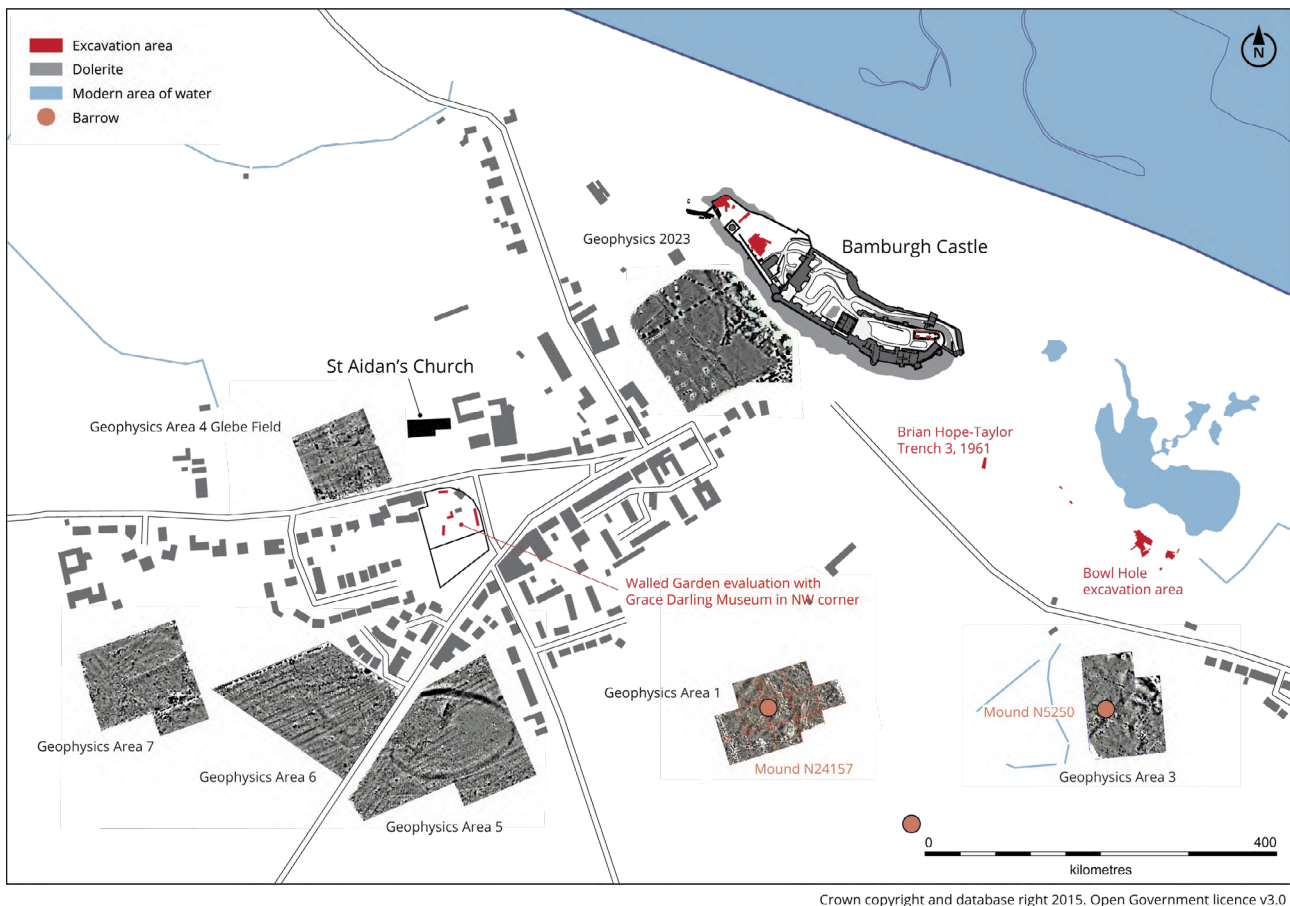 Excavation area
Dolerite
Modern area of water
Barrow
N
Geophysics 2023
Bamburgh Castle
St Aidan's Church
Geophysics Area 4 Glebe Field
Brian Hope-Taylor
Trench 3, 1961
Bowl Hole
excavation area
Walled Garden evaluation with
Grace Darling Museum in NW corner
Geophysics Area 1
Mound N5250
Geophysics Area 7
Geophysics Area 6
Mound N24157
Geophysics Area 3
Geophysics Area 5
0
400
kilometres
Crown copyright and database right 2015. Open Government licence v3.0